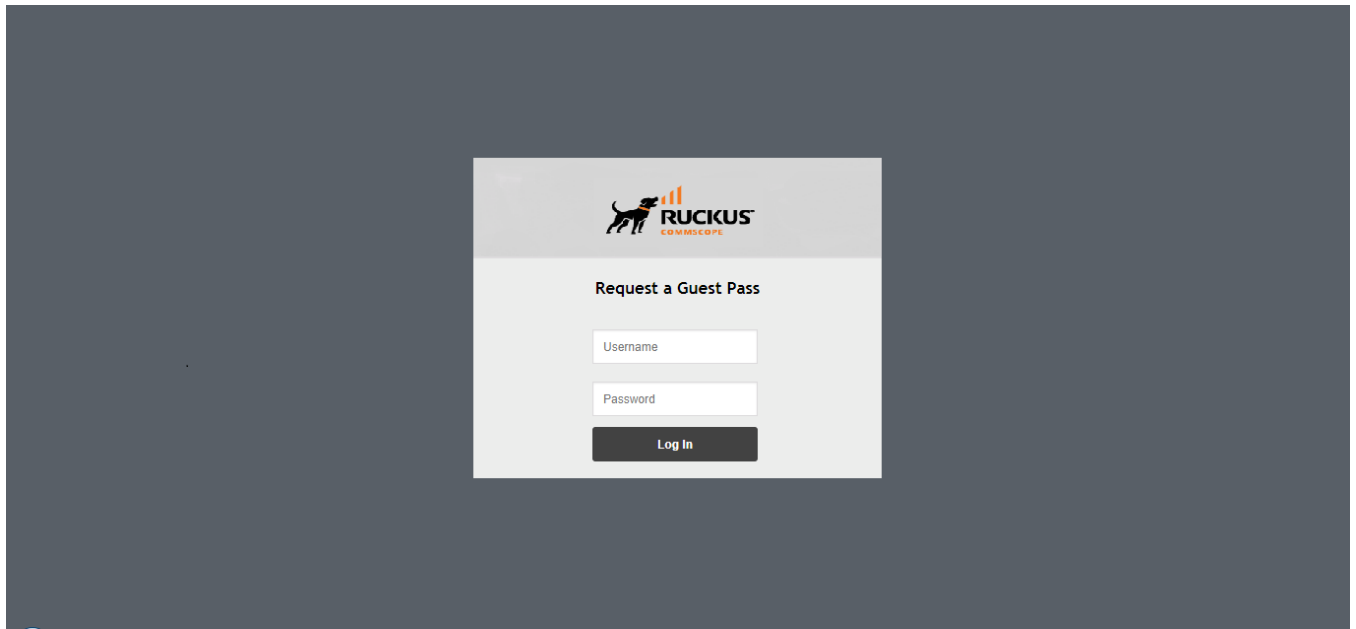 RUCKUS
COMMSCOPE
Request a Guest Pass
Username
Password
Log In